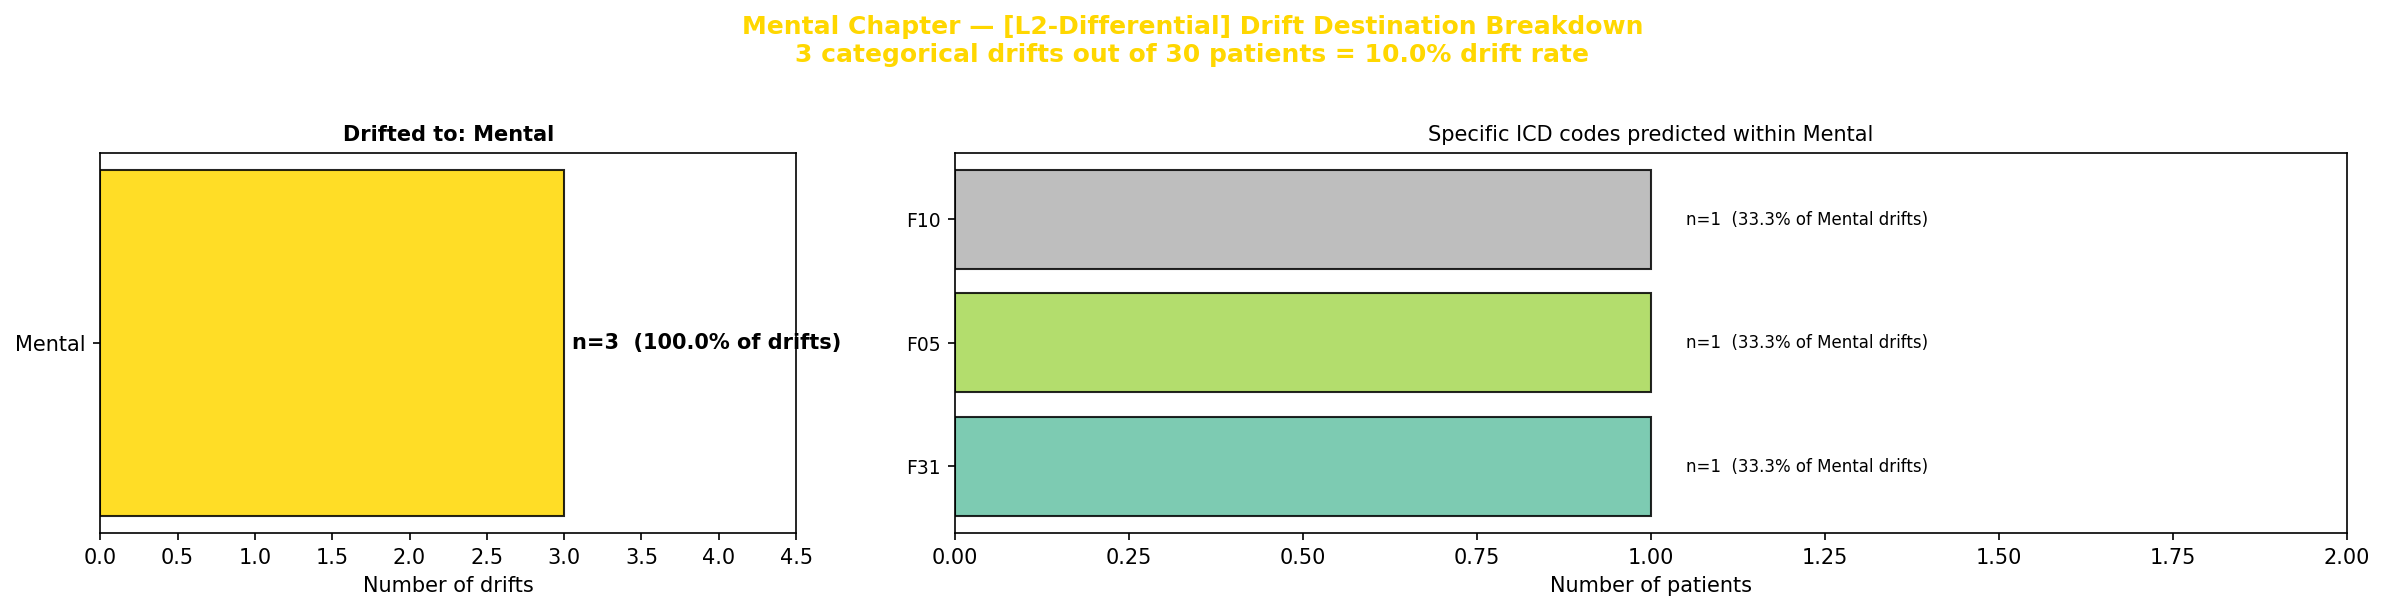 Mental Chapter — [L2-Differential] Drift Destination Breakdown
3 categorical drifts out of 30 patients = 10.0% drift rate
Drifted to: Mental
Mental
n=3  (100.0% of drifts)
0.0 0.5 1.0 1.5 2.0 2.5 3.0 3.5 4.0 4.5
Number of drifts
Specific ICD codes predicted within Mental
F10
n=1  (33.3% of Mental drifts)
F05
n=1  (33.3% of Mental drifts)
F31
n=1  (33.3% of Mental drifts)
0.00 0.25 0.50 0.75 1.00 1.25 1.50 1.75 2.00
Number of patients